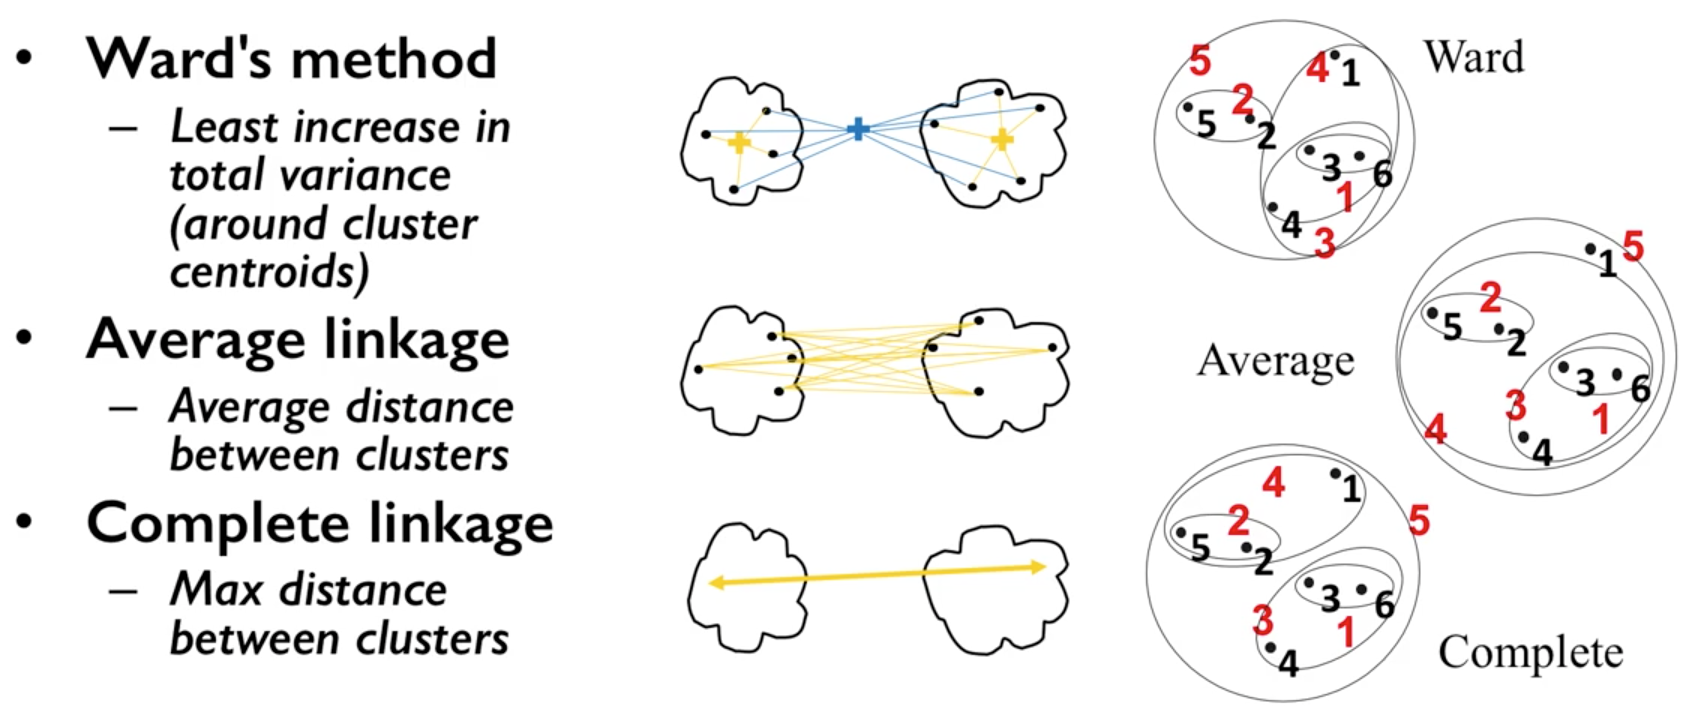 • Ward's method
– Least increase in
total variance
(around cluster
centroids)
• Average linkage
– Average distance
between clusters
• Complete linkage
– Max distance
between clusters
Ward
5
4
1
2
5
2
3
6
1
4
3
Average
1
5
2
5
2
3
6
3
1
4
4
Complete
4
1
2
5
5
2
3
6
3
1
4